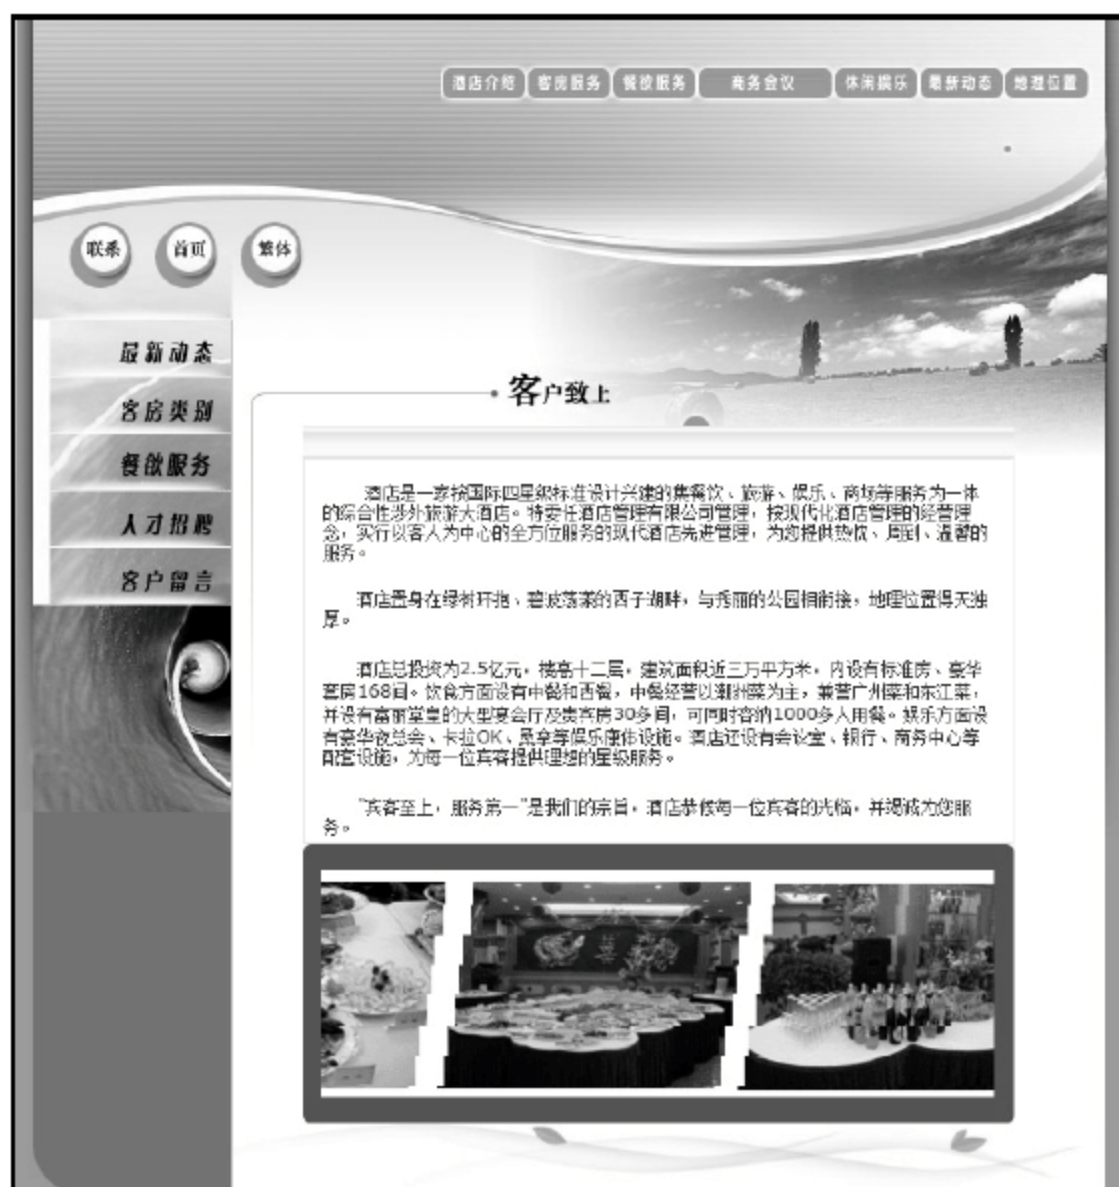 酒店介绍 客房服务 餐饮服务 商务会议 休闲娱乐 最新动态 地理位置
联系 首页 繁体
最新动态
客房类别
餐饮服务
人才招聘
客户留言
客户致上
酒店是一家按国际四星级标准设计兴建的集餐饮、旅游、娱乐、商场等服务为一体
的综合性涉外旅游大酒店。特委任酒店管理有限公司管理，按现代化酒店管理的经营理
念，实行以客人为中心的全方位服务的现代酒店先进管理，为您提供热忱、周到、温馨的
服务。
酒店置身在绿树环抱、碧波荡漾的西子湖畔，与秀丽的公园相衔接，地理位置得天独
厚。
酒店总投资为2.5亿元，楼高十二层，建筑面积近三万平方米，内设有标准房、豪华
套房168间。饮食方面设有中餐和西餐，中餐经营以潮洲菜为主，兼营广州菜和东江菜，
并设有富丽堂皇的大型宴会厅及贵宾房30多间，可同时容纳1000多人用餐。娱乐方面设
有豪华夜总会、卡拉OK、桑拿等娱乐康体设施。酒店还设有会议室、银行、商务中心等
配套设施，为每一位宾客提供理想的星级服务。
"宾客至上，服务第一"是我们的宗旨，酒店恭候每一位宾客的光临，并竭诚为您服
务。